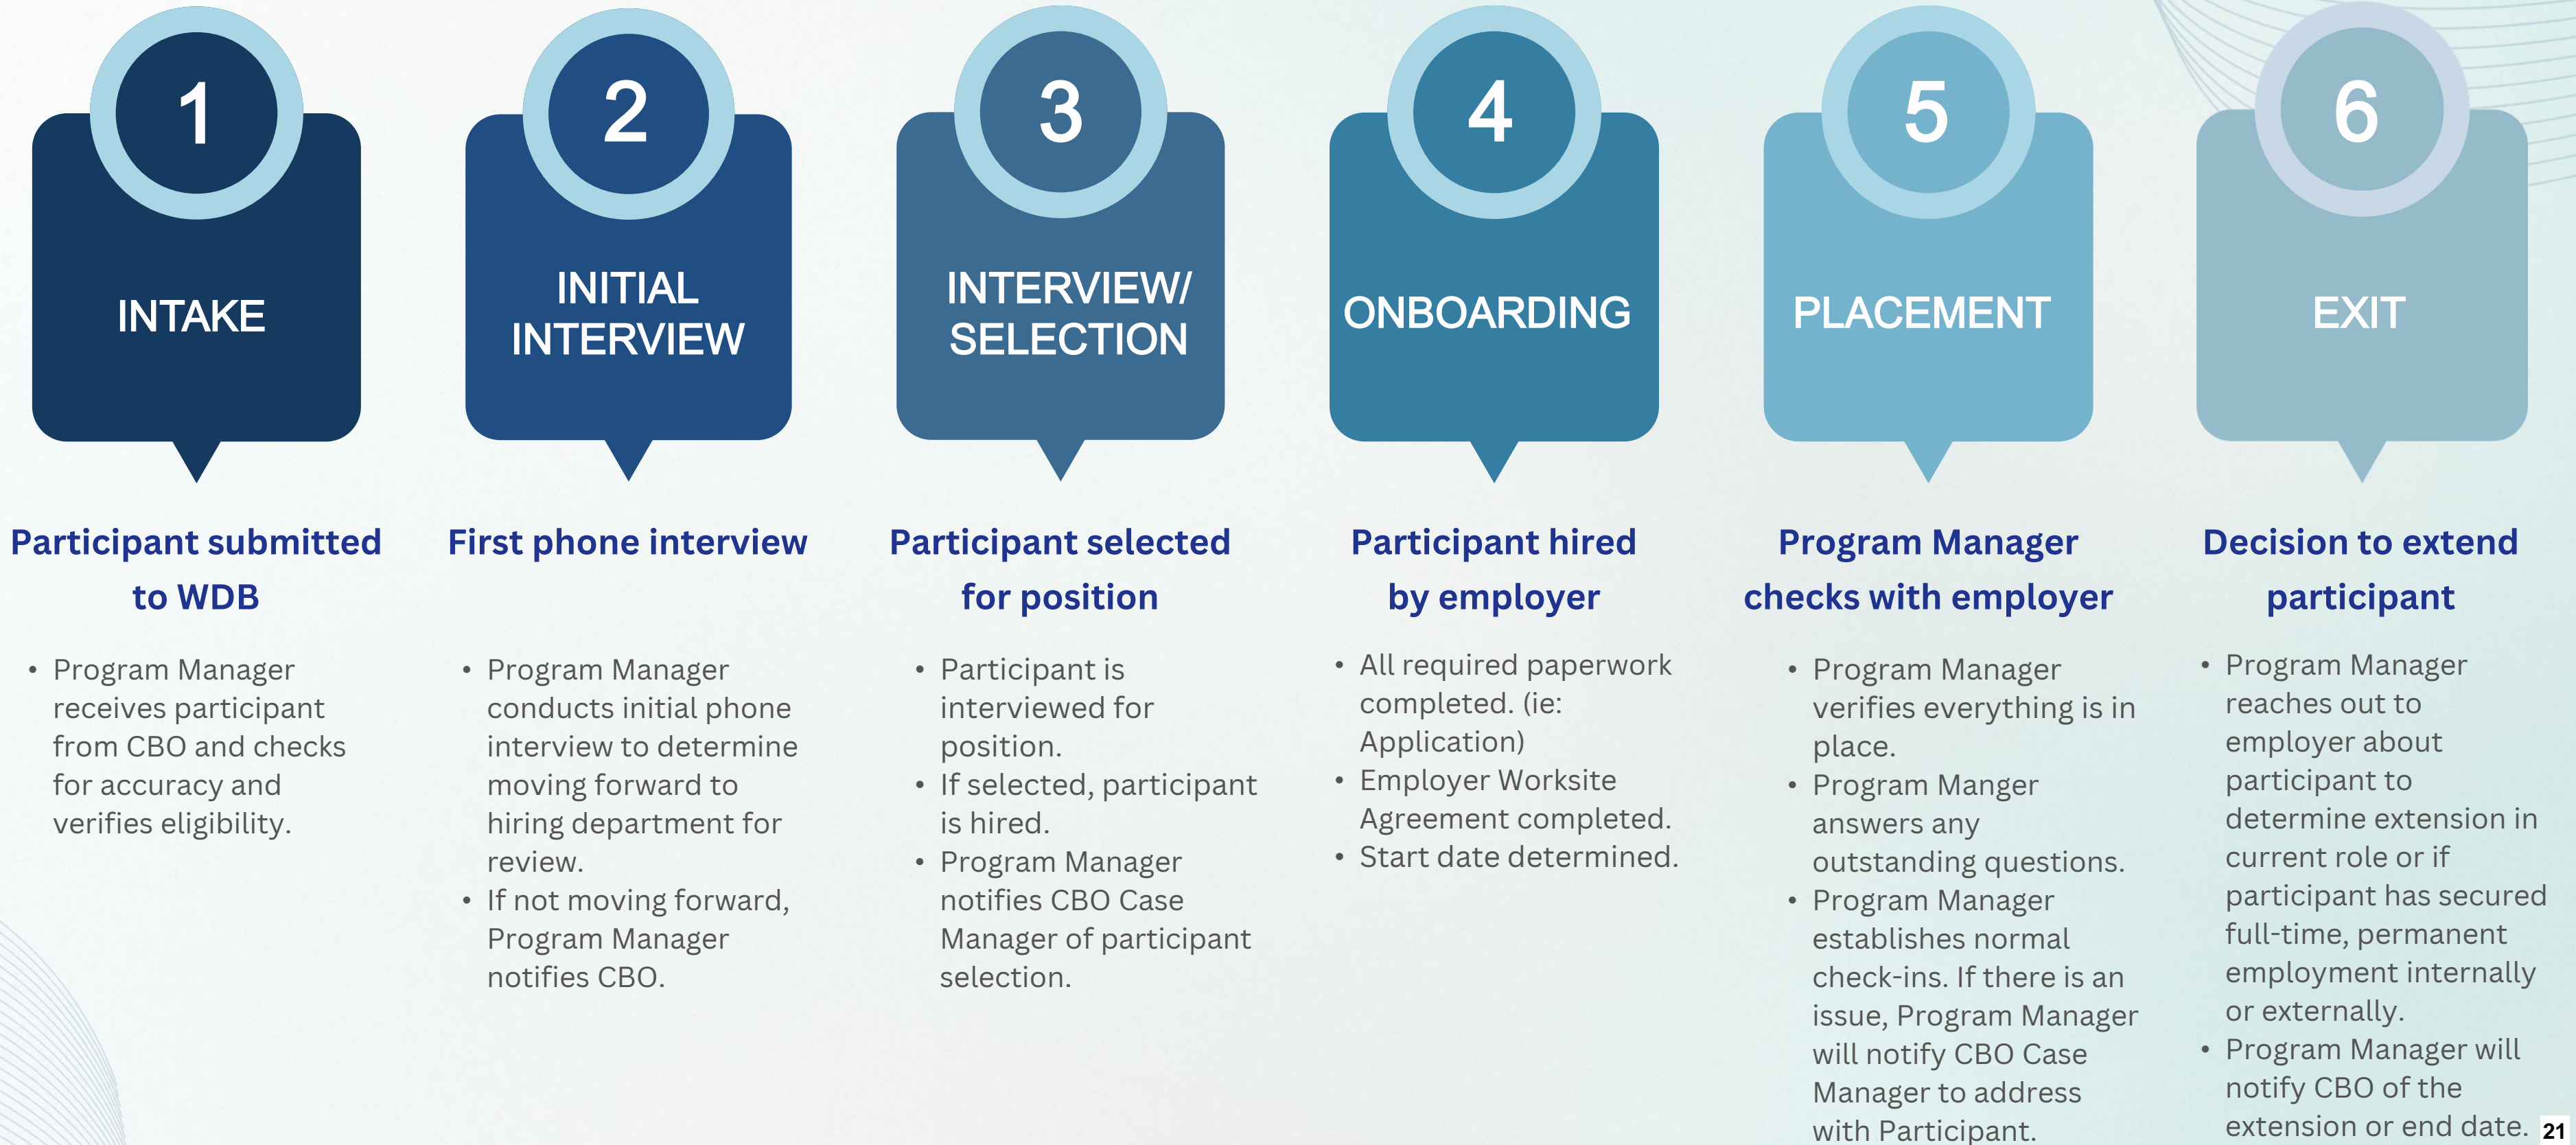 1
INTAKE
Participant submitted
to WDB
• Program Manager
receives participant
from CBO and checks
for accuracy and
verifies eligibility.
2
INITIAL
INTERVIEW
First phone interview
• Program Manager
conducts initial phone
interview to determine
moving forward to
hiring department for
review.
• If not moving forward,
Program Manager
notifies CBO.
3
INTERVIEW/
SELECTION
Participant selected
for position
• Participant is
interviewed for
position.
• If selected, participant
is hired.
• Program Manager
notifies CBO Case
Manager of participant
selection.
4
ONBOARDING
Participant hired
by employer
• All required paperwork
completed. (ie:
Application)
• Employer Worksite
Agreement completed.
• Start date determined.
5
PLACEMENT
Program Manager
checks with employer
• Program Manager
verifies everything is in
place.
• Program Manger
answers any
outstanding questions.
• Program Manager
establishes normal
check-ins. If there is an
issue, Program Manager
will notify CBO Case
Manager to address
with Participant.
6
EXIT
Decision to extend
participant
• Program Manager
reaches out to
employer about
participant to
determine extension in
current role or if
participant has secured
full-time, permanent
employment internally
or externally.
• Program Manager will
notify CBO of the
extension or end date.
21